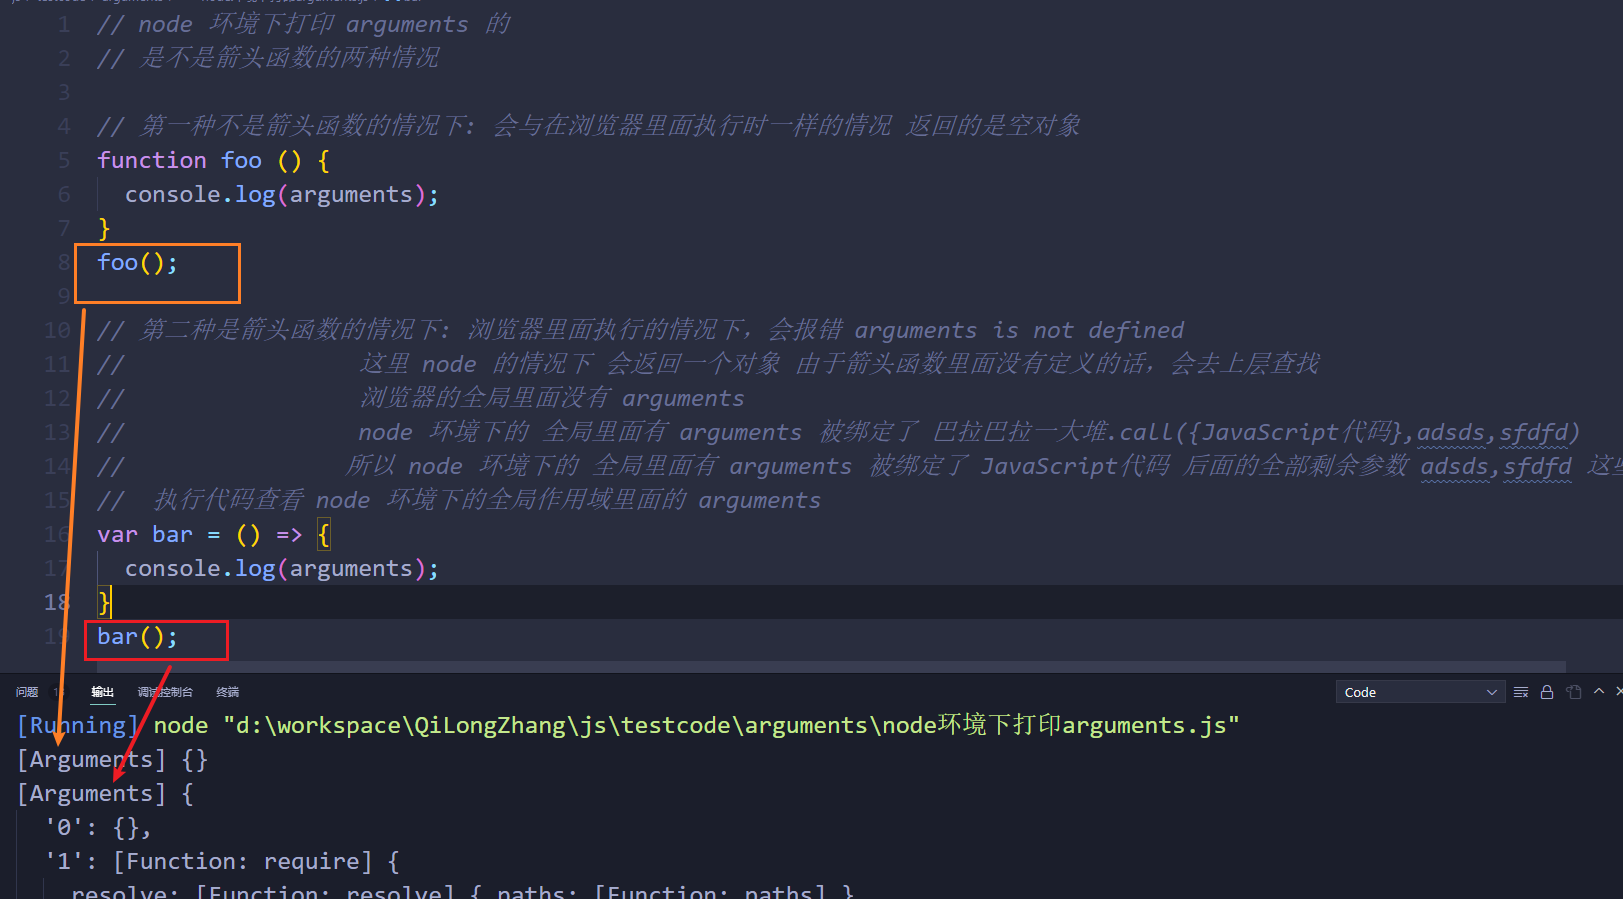 1 // node 环境下打印 arguments 的
2 // 是不是箭头函数的两种情况
3
4 // 第一种不是箭头函数的情况下: 会与在浏览器里面执行时一样的情况 返回的是空对象
5 function foo () {
6 console.log(arguments);
7 }
8 foo();
9
10 // 第二种是箭头函数的情况下: 浏览器里面执行的情况下, 会报错 arguments is not defined
11 // 这里 node 的情况下 会返回一个对象 由于箭头函数里面没有定义的话, 会去上层查找
12 // 浏览器的全局里面没有 arguments
13 // node 环境下的 全局里面有 arguments 被绑定了 巴拉巴拉一大堆.call({JavaScript代码},adsds,sfdfd)
14 // 所以 node 环境下的 全局里面有 arguments 被绑定了 JavaScript代码 后面的全部剩余参数 adsds,sfdfd 这些
15 // 执行代码查看 node 环境下的全局作用域里面的 arguments
16 var bar = () => {
17 console.log(arguments);
18 }
19 bar();
问题 输出 调试控制台 终端 Code
[Running] node "d:\workspace\QiLongZhang\js\testcode\arguments\node环境下打印arguments.js"
[Arguments] {}
[Arguments] {
'0': {},
'1': [Function: require] {
resolve: [Function: resolve] { paths: [Function: paths] }